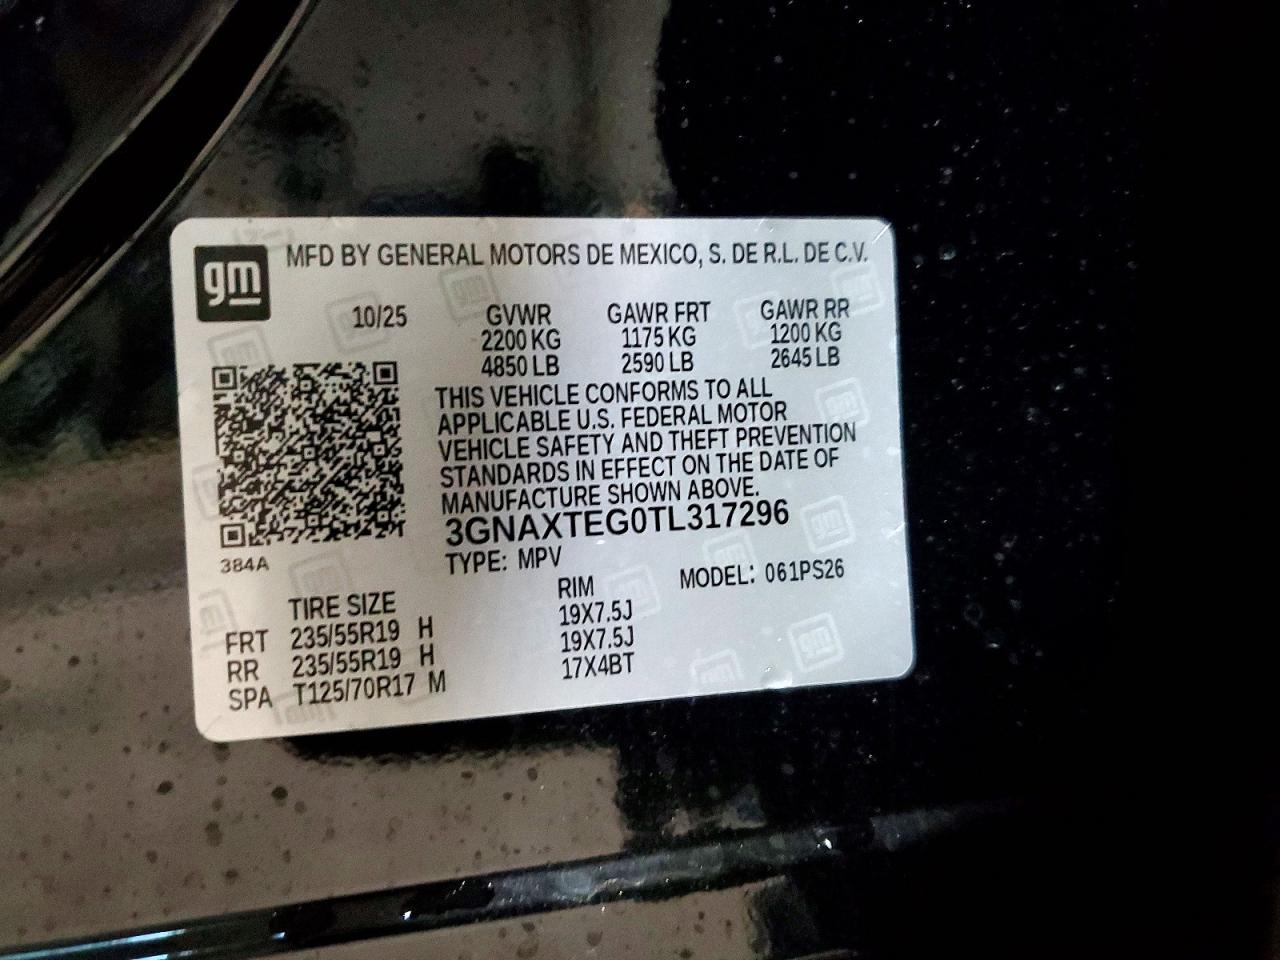 gm
MFD BY GENERAL MOTORS DE MEXICO, S. DE R.L. DE C.V.
10/25 GVWR GAWR FRT GAWR RR
2200 KG 1175 KG 1200 KG
4850 LB 2590 LB 2645 LB
THIS VEHICLE CONFORMS TO ALL
APPLICABLE U.S. FEDERAL MOTOR
VEHICLE SAFETY AND THEFT PREVENTION
STANDARDS IN EFFECT ON THE DATE OF
MANUFACTURE SHOWN ABOVE.
3GNAXTEG0TL317296
384A
TYPE: MPV MODEL: 061PS26
TIRE SIZE RIM
FRT 235/55R19 H 19X7.5J
RR 235/55R19 H 19X7.5J
SPA T125/70R17 M 17X4BT